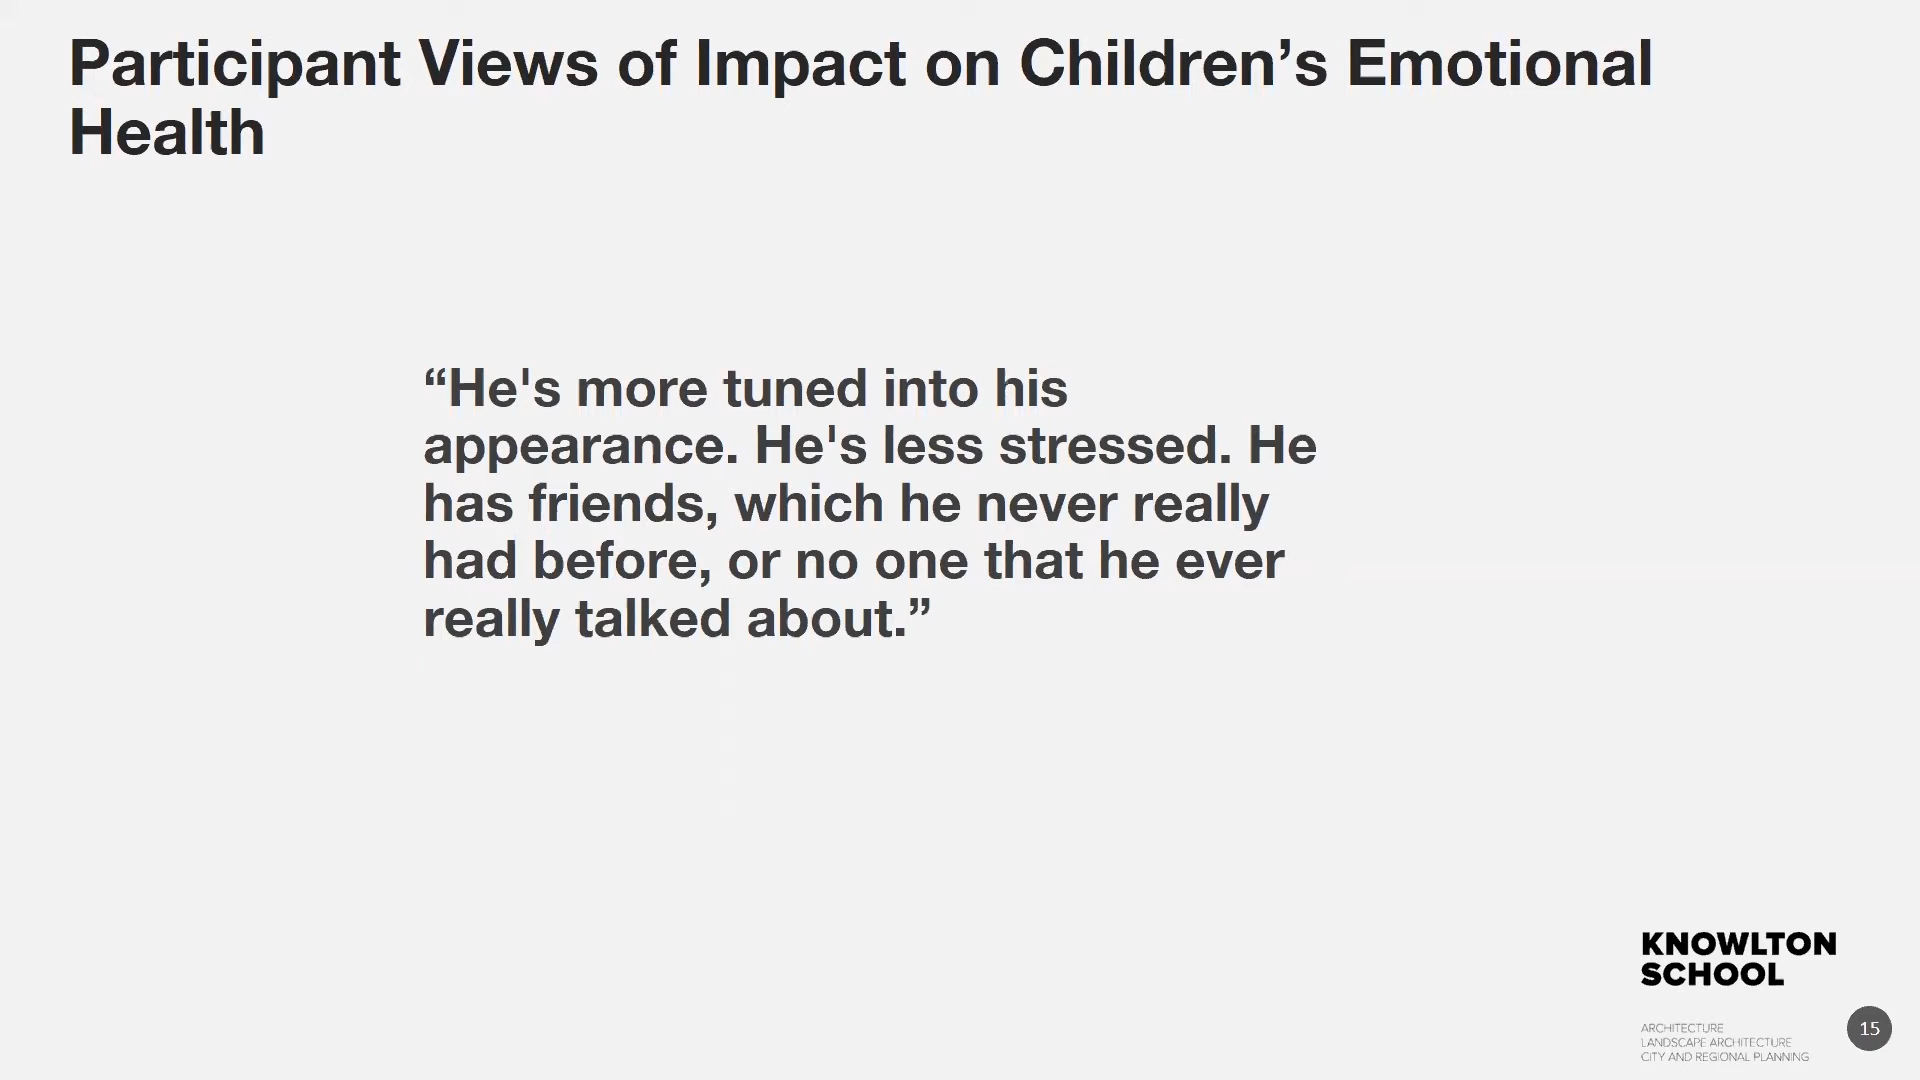 Participant Views of Impact on Children’s Emotional
Health
“He's more tuned into his
appearance. He's less stressed. He
has friends, which he never really
had before, or no one that he ever
really talked about.”
KNOWLTON
SCHOOL
ARCHITECTURE
LANDSCAPE ARCHITECTURE
CITY AND REGIONAL PLANNING
15